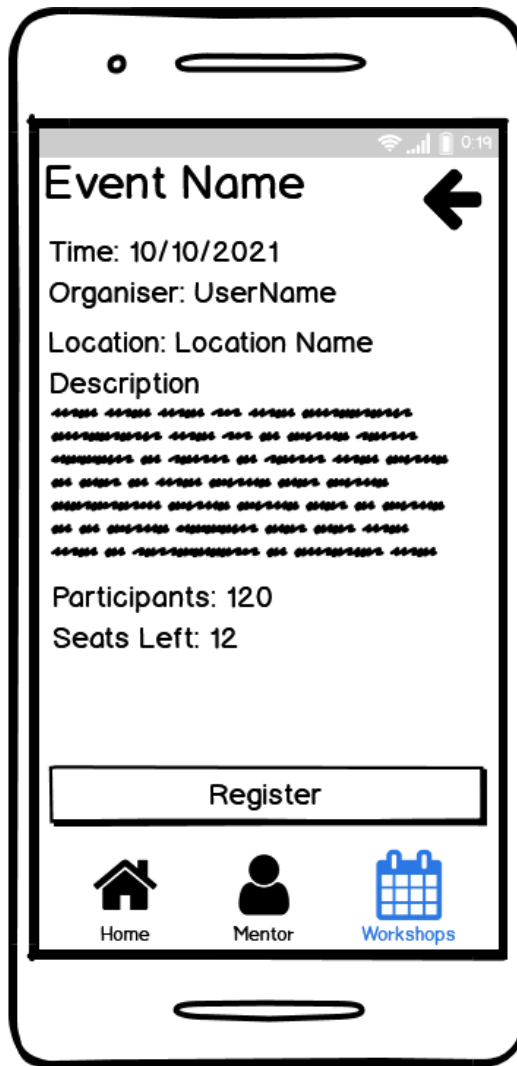 0:19
Event Name
Time: 10/10/2021
Organiser: UserName
Location: Location Name
Description
Participants: 120
Seats Left: 12
Register
Home
Mentor
Workshops